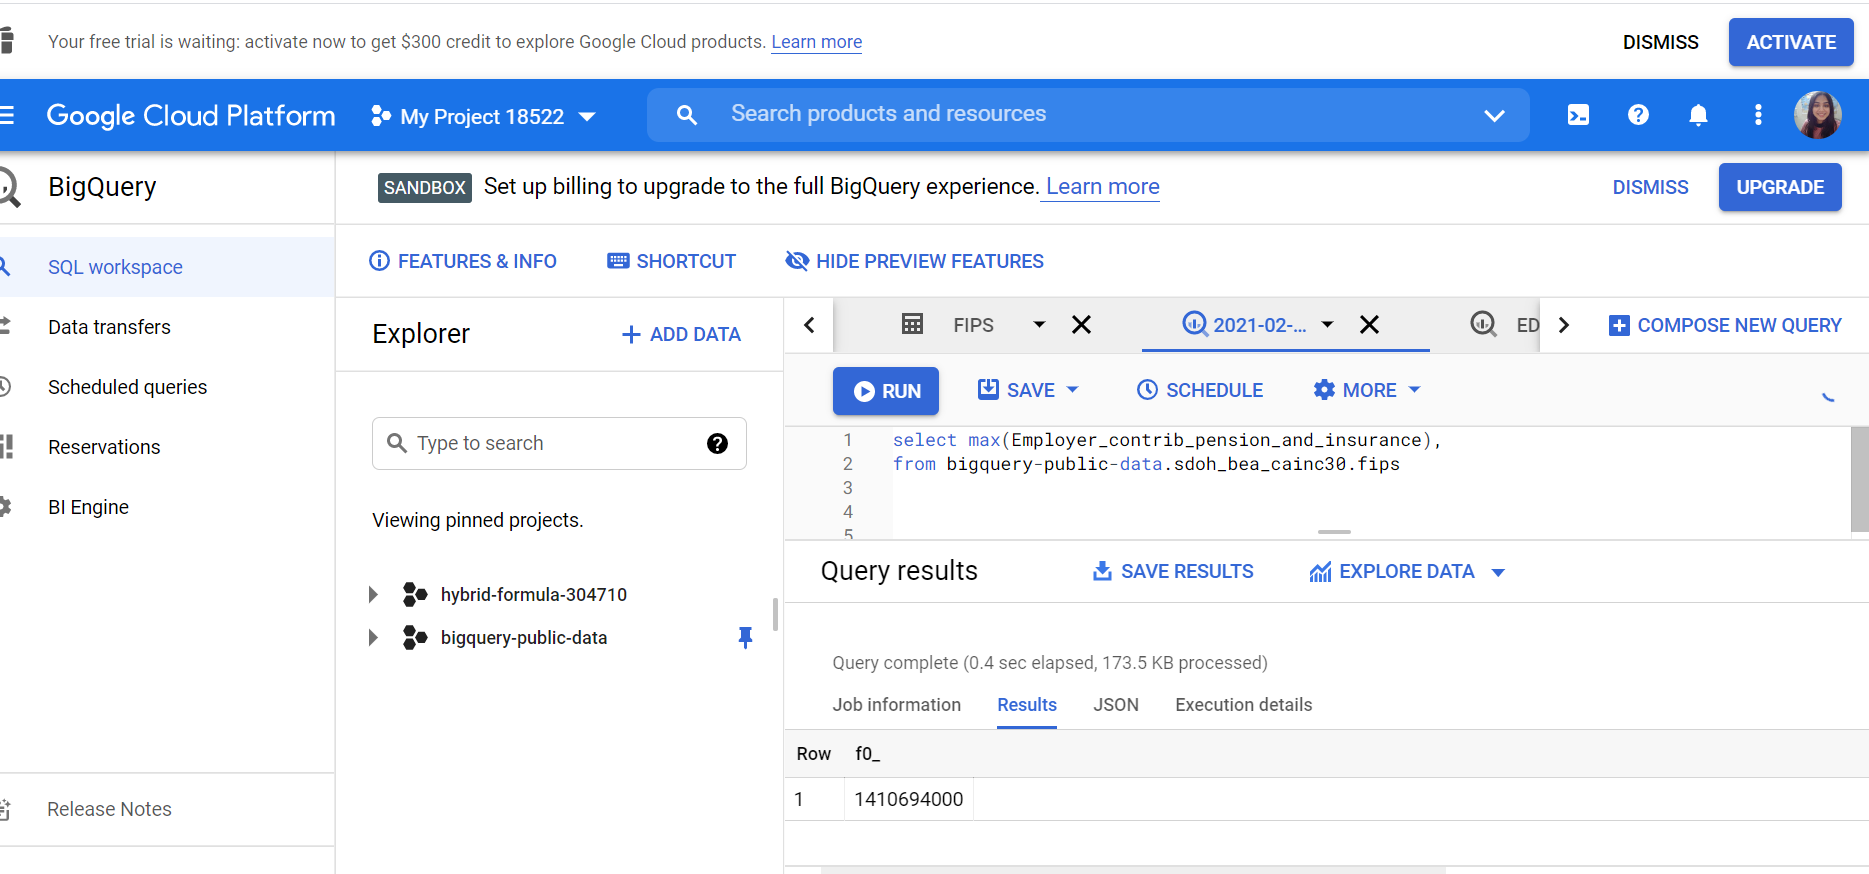 Your free trial is waiting: activate now to get $300 credit to explore Google Cloud products. Learn more
DISMISS
ACTIVATE
Google Cloud Platform
My Project 18522
Search products and resources
BigQuery
SANDBOX Set up billing to upgrade to the full BigQuery experience. Learn more
DISMISS
UPGRADE
SQL workspace
Data transfers
Scheduled queries
Reservations
BI Engine
Release Notes
FEATURES & INFO
SHORTCUT
HIDE PREVIEW FEATURES
Explorer
ADD DATA
Type to search
Viewing pinned projects.
hybrid-formula-304710
bigquery-public-data
FIPS
2021-02-...
ED
COMPOSE NEW QUERY
RUN
SAVE
SCHEDULE
MORE
1 select max(Employer_contrib_pension_and_insurance),
2 from bigquery-public-data.sdoh_bea_cainc30.fips
3
4
5
Query results
SAVE RESULTS
EXPLORE DATA
Query complete (0.4 sec elapsed, 173.5 KB processed)
Job information
Results
JSON
Execution details
Row f0_
1 1410694000